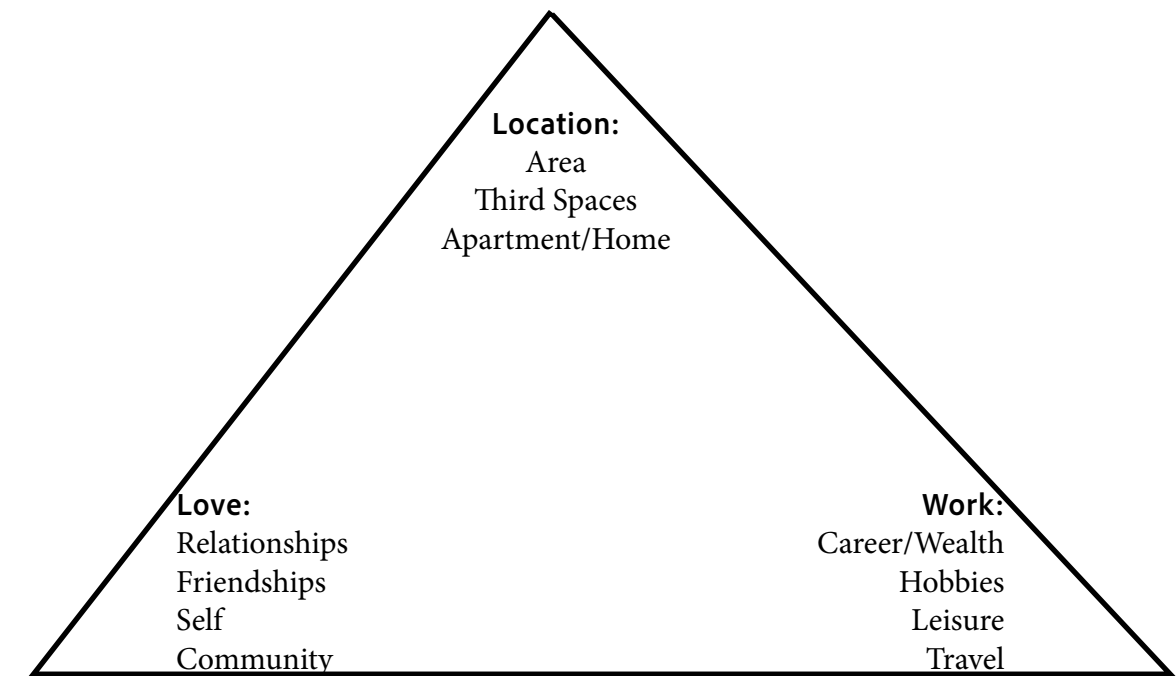 Location:
Area
Third Spaces
Apartment/Home
Love:
Relationships
Friendships
Self
Community
Work:
Career/Wealth
Hobbies
Leisure
Travel